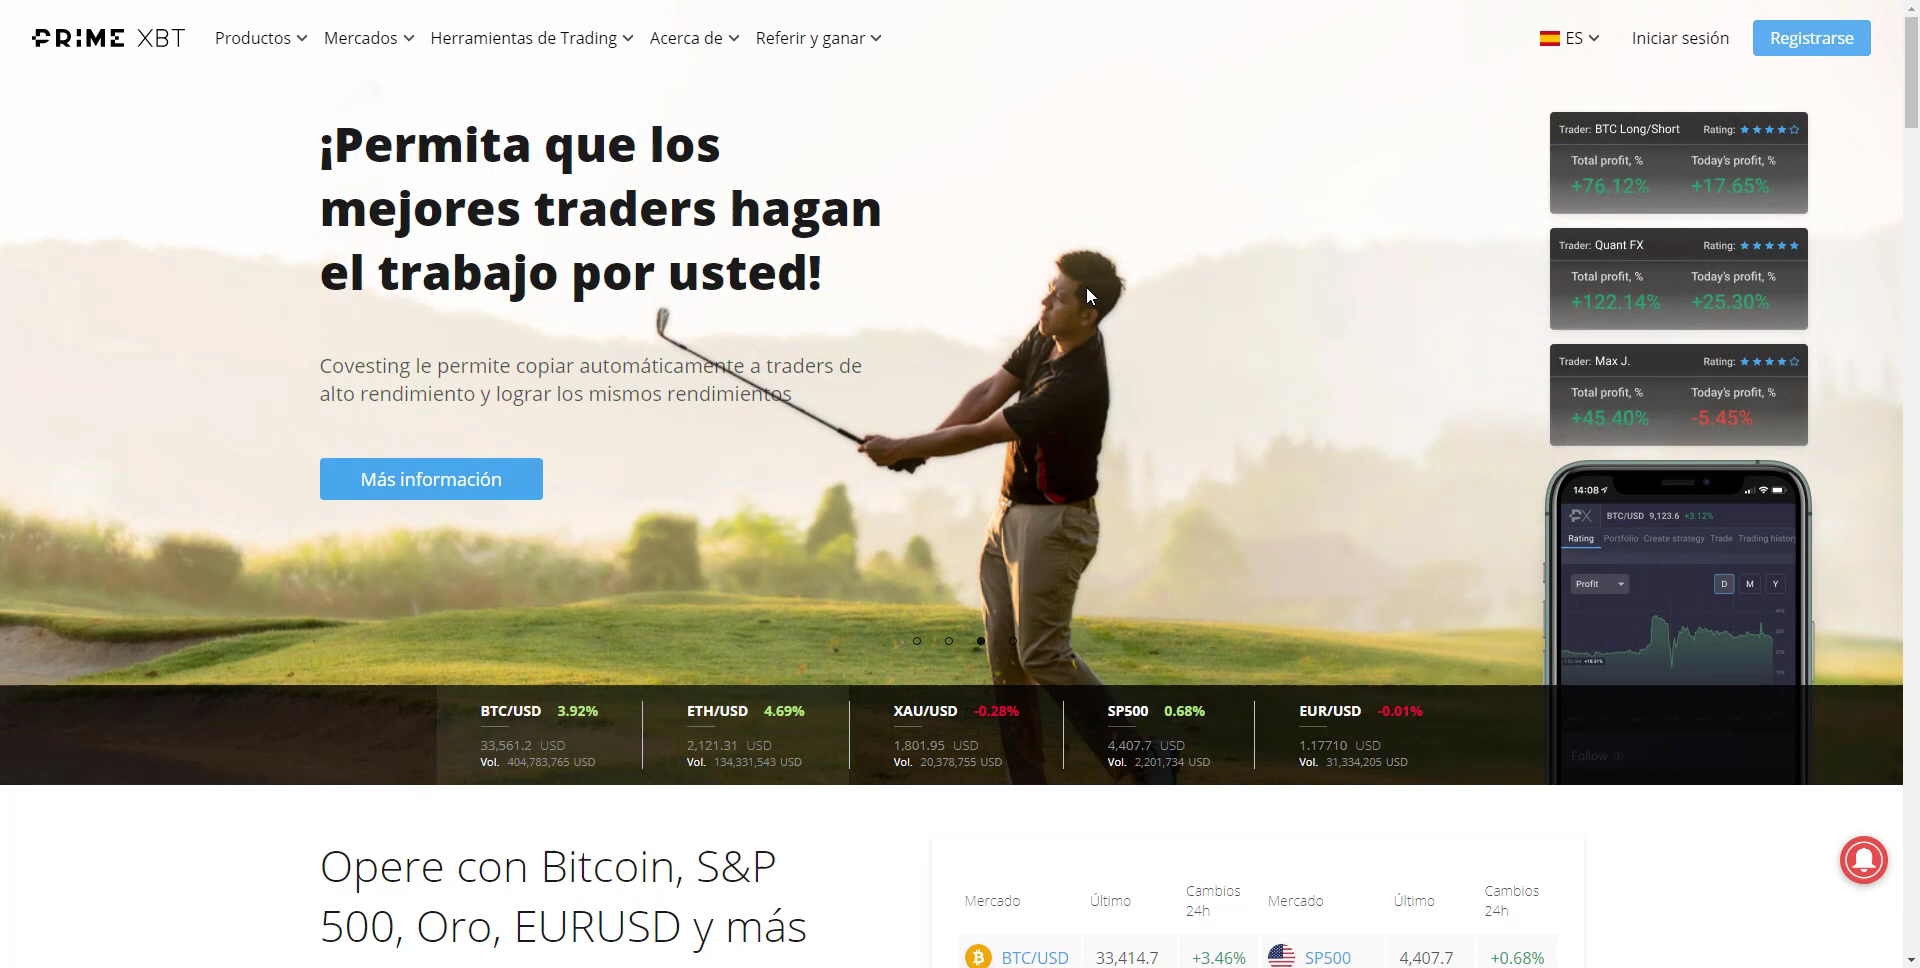 PRIME XBT
Productos
Mercados
Herramientas de Trading
Acerca de
Referir y ganar
ES
Iniciar sesión
Registrarse
¡Permita que los
mejores traders hagan
el trabajo por usted!
Covesting le permite copiar automáticamente a traders de
alto rendimiento y lograr los mismos rendimientos
Más información
Trader: BTC Long/Short Rating:
Total profit, % Today's profit, %
+76.12% +17.65%
Trader: Quant FX Rating:
Total profit, % Today's profit, %
+122.14% +25.30%
Trader: Max J. Rating:
Total profit, % Today's profit, %
+45.40% -5.45%
14:08
PX BTC/USD 9,123.6 +3.12%
Rating Portfolio Create strategy Trade Trading history
Profit D M Y
Follow
BTC/USD 3.92%
33,561.2 USD
Vol. 404,783,765 USD
ETH/USD 4.69%
2,121.31 USD
Vol. 134,331,543 USD
XAU/USD -0.28%
1,801.95 USD
Vol. 20,378,755 USD
SP500 0.68%
4,407.7 USD
Vol. 2,201,734 USD
EUR/USD -0.01%
1.17710 USD
Vol. 31,334,205 USD
Opere con Bitcoin, S&P
500, Oro, EURUSD y más
Mercado Último Cambios 24h Mercado Último Cambios 24h
BTC/USD 33,414.7 +3.46% SP500 4,407.7 +0.68%